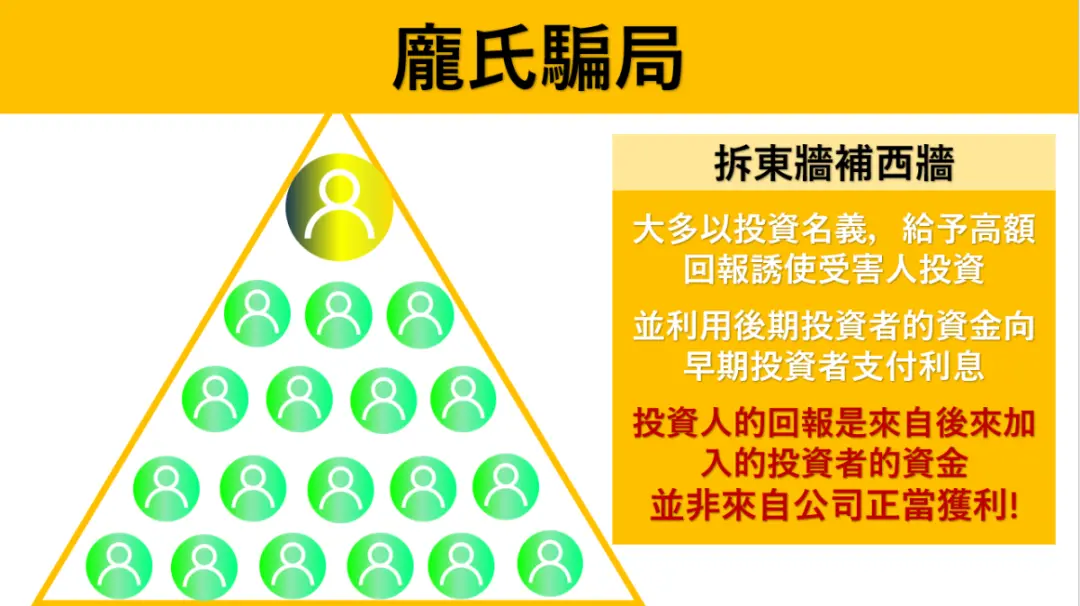 龐氏騙局
拆東牆補西牆
大多以投資名義，給予高額
回報誘使受害人投資
並利用後期投資者的資金向
早期投資者支付利息
投資人的回報是來自後來加
入的投資者的資金
並非來自公司正當獲利!